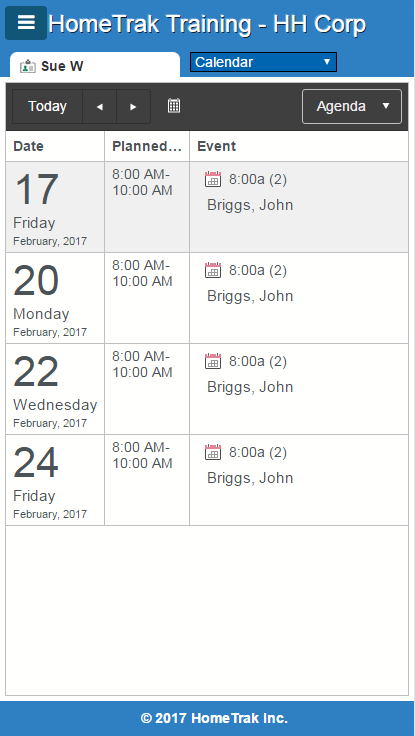 HomeTrak Training - HH Corp
Sue W
Calendar
Today
Agenda
Date Planned... Event
17
Friday
February, 2017
8:00 AM-
10:00 AM
8:00a (2)
Briggs, John
20
Monday
February, 2017
8:00 AM-
10:00 AM
8:00a (2)
Briggs, John
22
Wednesday
February, 2017
8:00 AM-
10:00 AM
8:00a (2)
Briggs, John
24
Friday
February, 2017
8:00 AM-
10:00 AM
8:00a (2)
Briggs, John
© 2017 HomeTrak Inc.